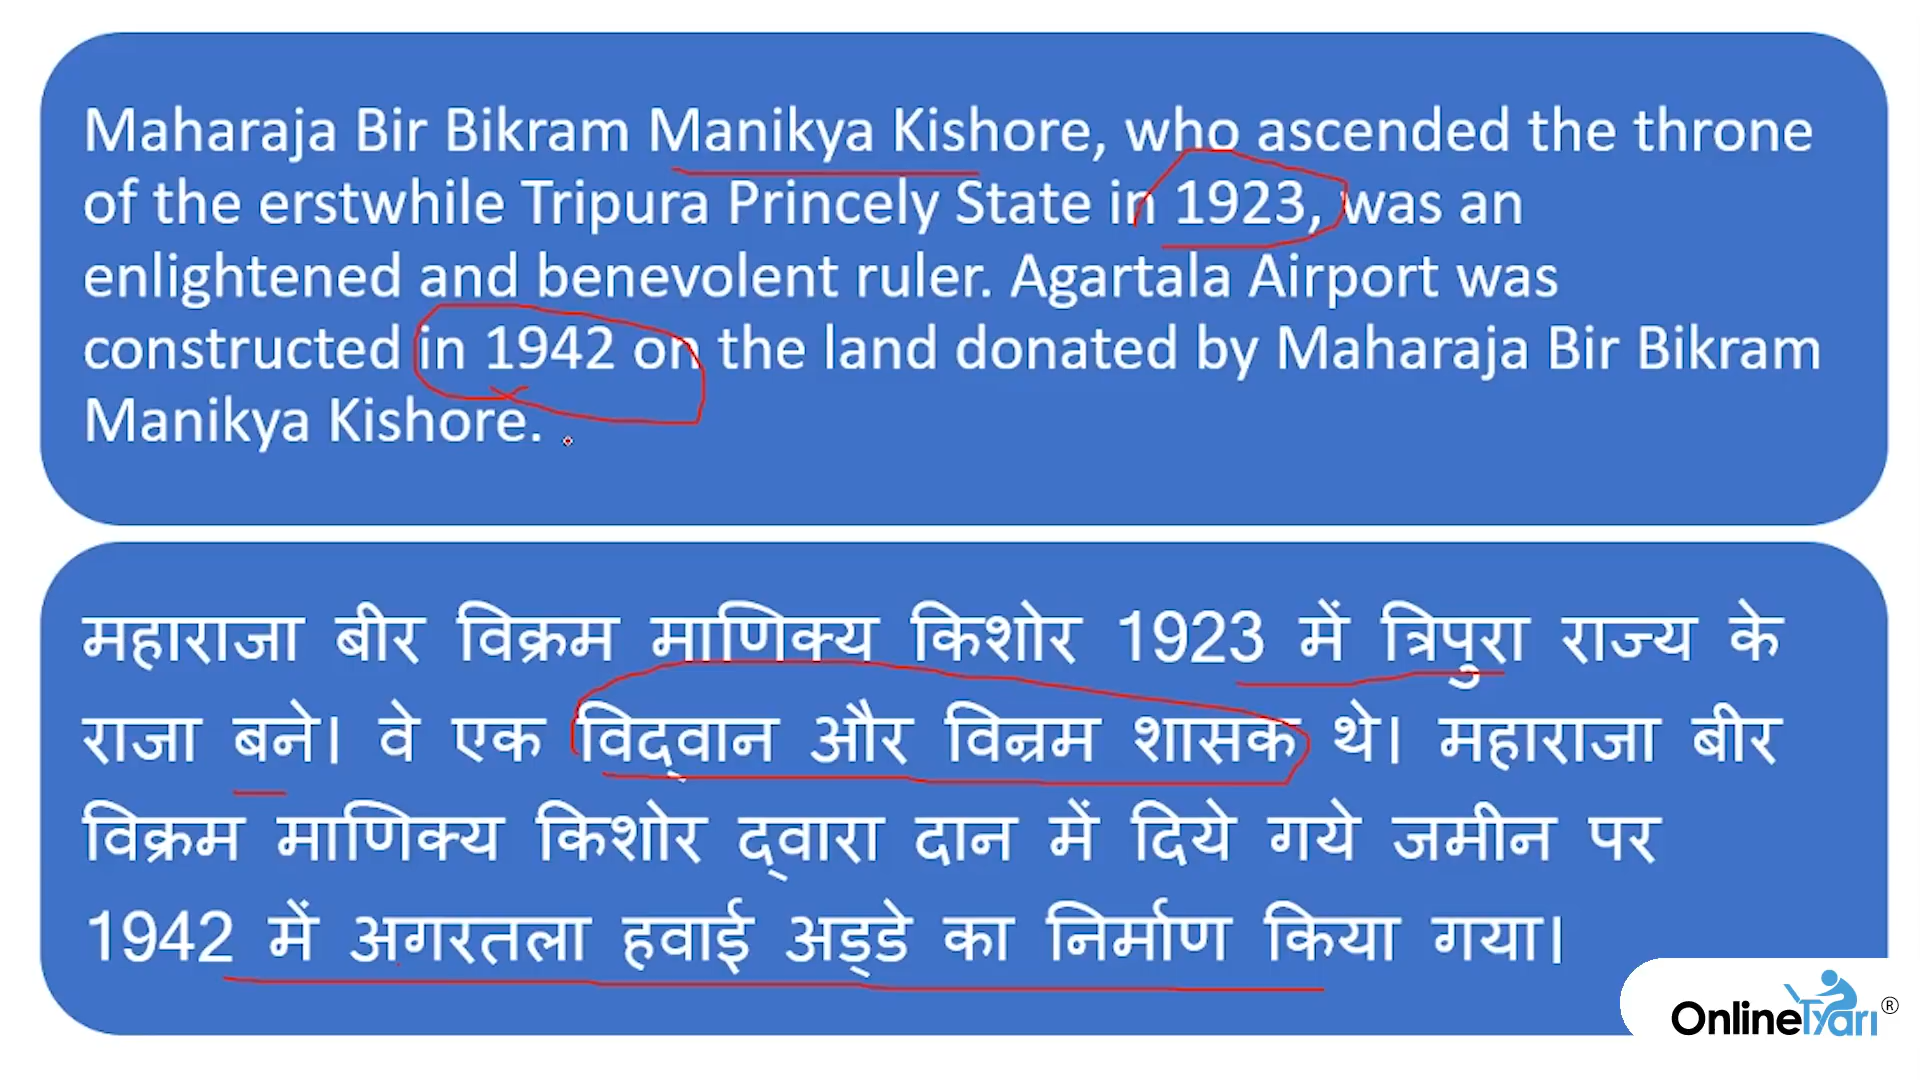 Maharaja Bir Bikram Manikya Kishore, who ascended the throne
of the erstwhile Tripura Princely State in 1923, was an
enlightened and benevolent ruler. Agartala Airport was
constructed in 1942 on the land donated by Maharaja Bir Bikram
Manikya Kishore.
महाराजा बीर विक्रम माणिक्य किशोर 1923 में त्रिपुरा राज्य के
राजा बने। वे एक विद्वान और विन्रम शासक थे। महाराजा बीर
विक्रम माणिक्य किशोर द्वारा दान में दिये गये जमीन पर
1942 में अगरतला हवाई अड्डे का निर्माण किया गया।
OnlineTyari ®